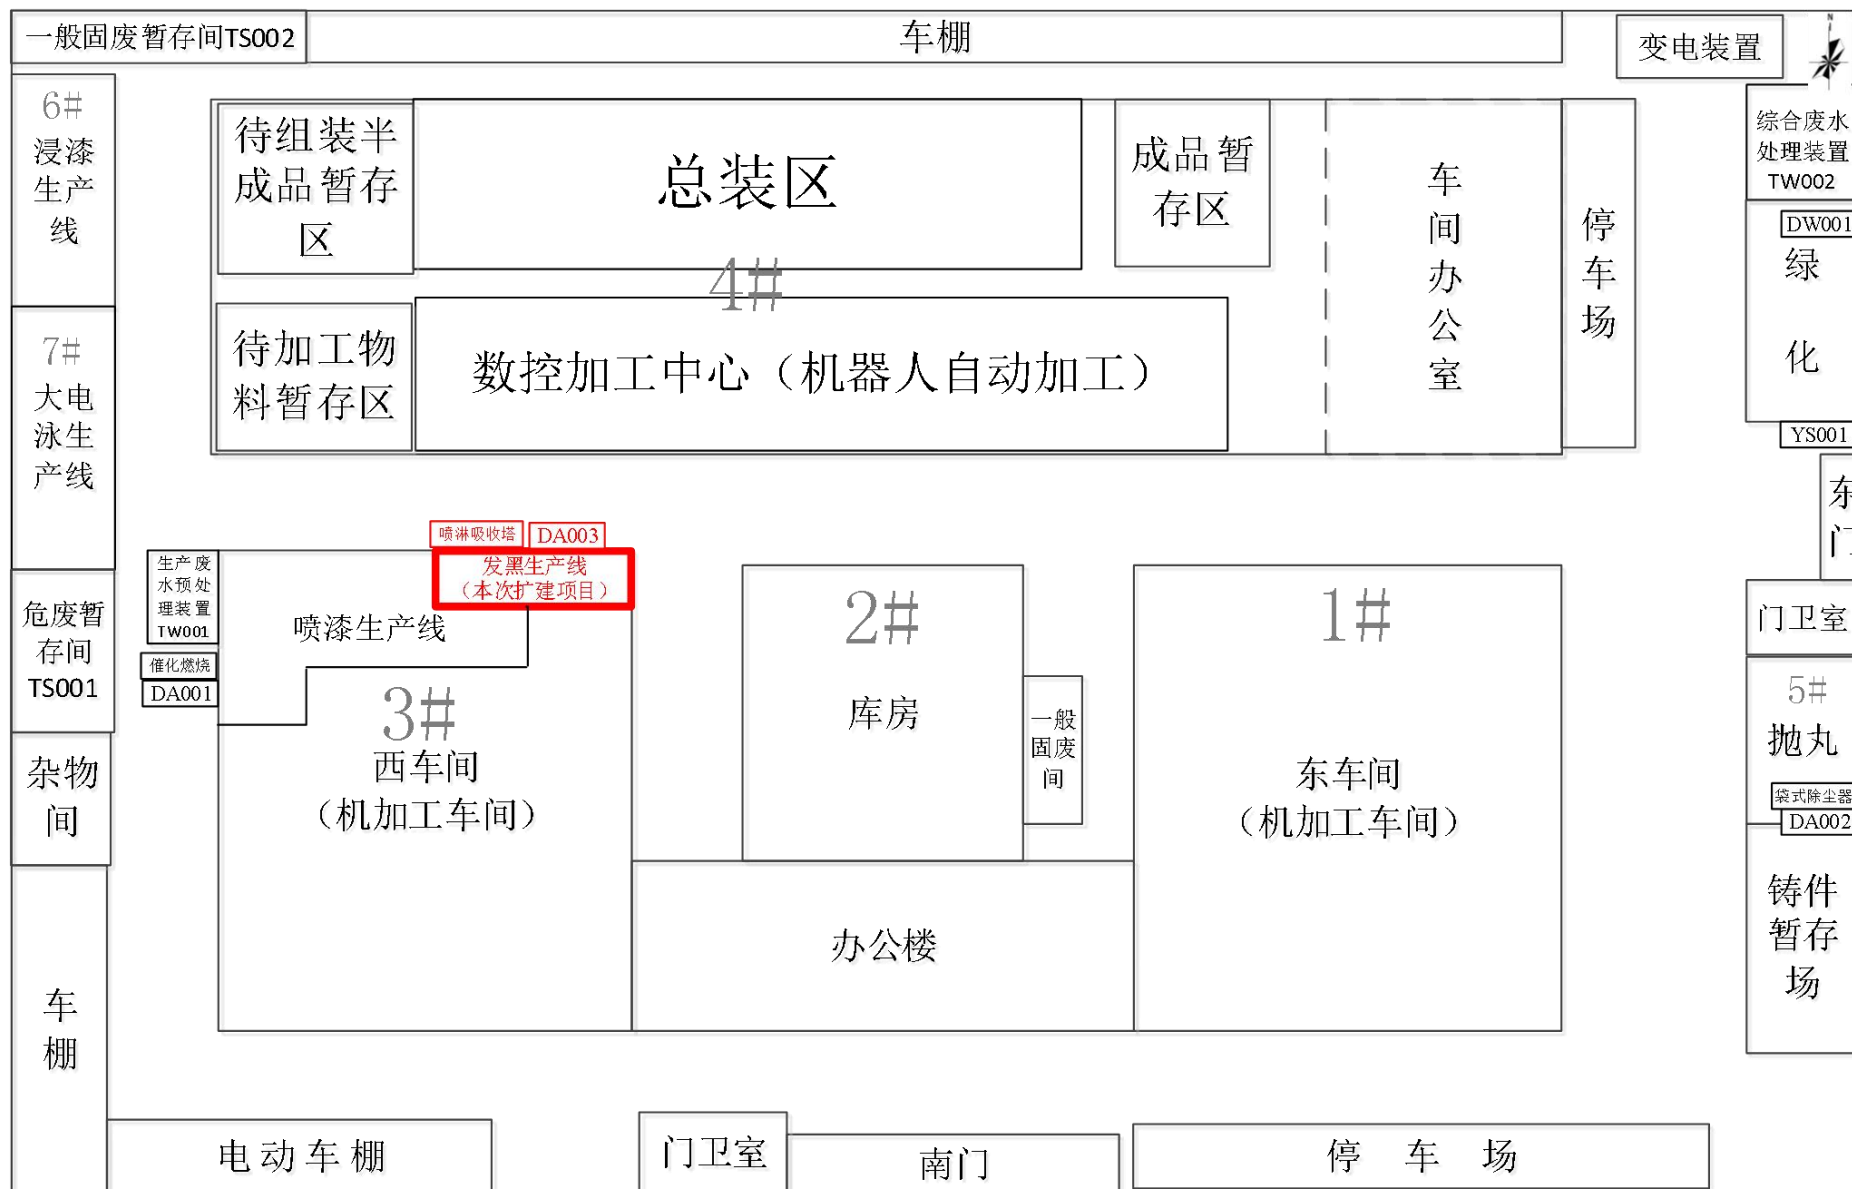 一般固废暂存间TS002
车棚
变电装置
N
6#
浸漆
生产
线
待组装半
成品暂存
区
总装区
成品暂
存区
车
间
办
公
室
停
车
场
综合废水
处理装置
TW002
DW001
绿
化
YS001
4#
7#
大电
泳生
产线
待加工物
料暂存区
数控加工中心（机器人自动加工）
东
门
喷淋吸收塔
DA003
发黑生产线
（本次扩建项目）
生产废
水预处
理装置
TW001
喷漆生产线
催化燃烧
DA001
危废暂
存间
TS001
3#
西车间
（机加工车间）
2#
库房
一般
固废
间
1#
东车间
（机加工车间）
门卫室
5#
抛丸
袋式除尘器
DA002
杂物
间
办公楼
铸件
暂存
场
车
棚
电动车棚
门卫室
南门
停车场